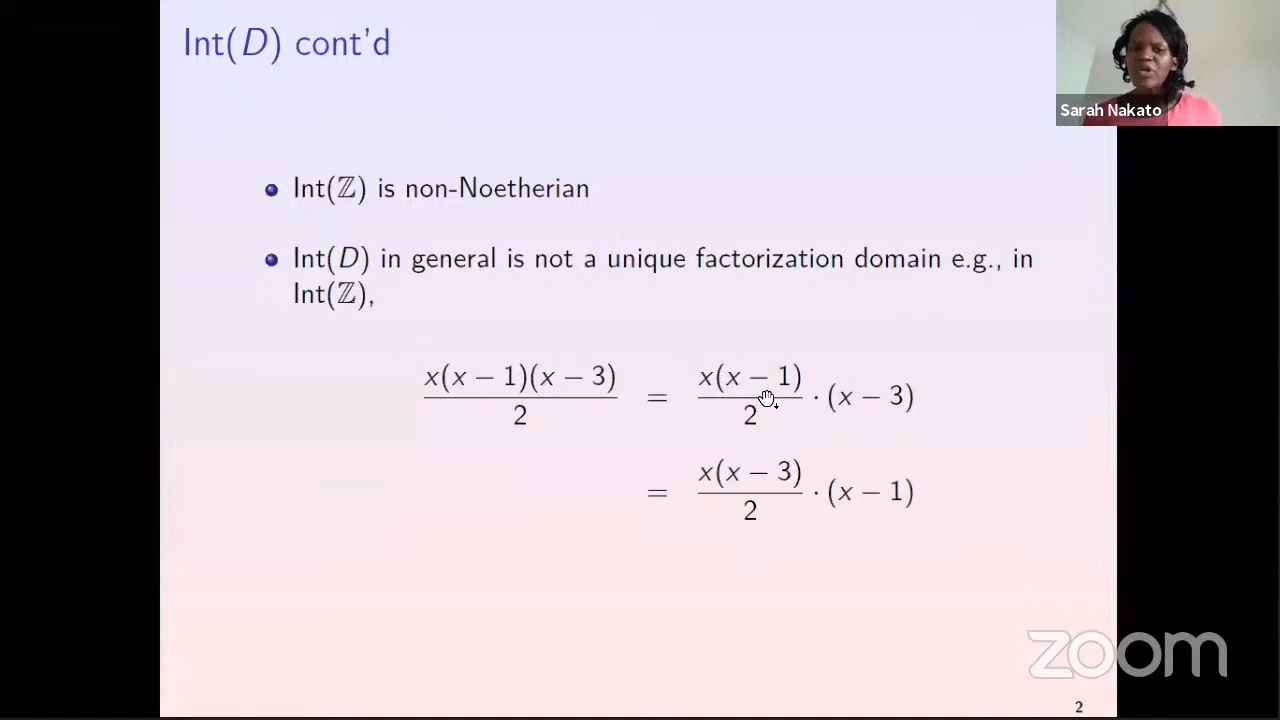 Int(D) cont'd
Sarah Nakato
Int(ℤ) is non-Noetherian
Int(D) in general is not a unique factorization domain e.g., in
Int(ℤ),
x(x − 1)(x − 3)/2 = x(x − 1)/2 · (x − 3)
= x(x − 3)/2 · (x − 1)
zoom
2